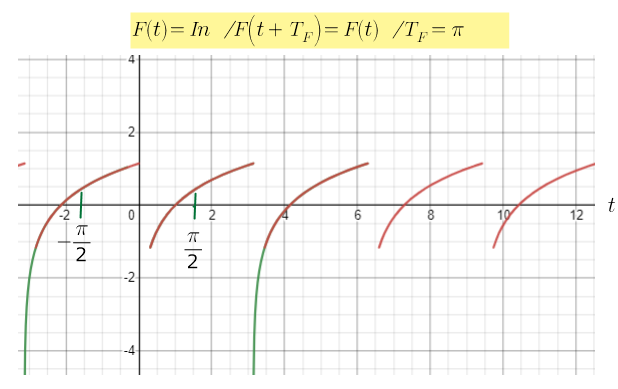 F(t)= In /F(t+ T_F)= F(t) /T_F= π
4
2
-2 0 2 4 6 8 10 12 t
-π/2 π/2
-2
-4